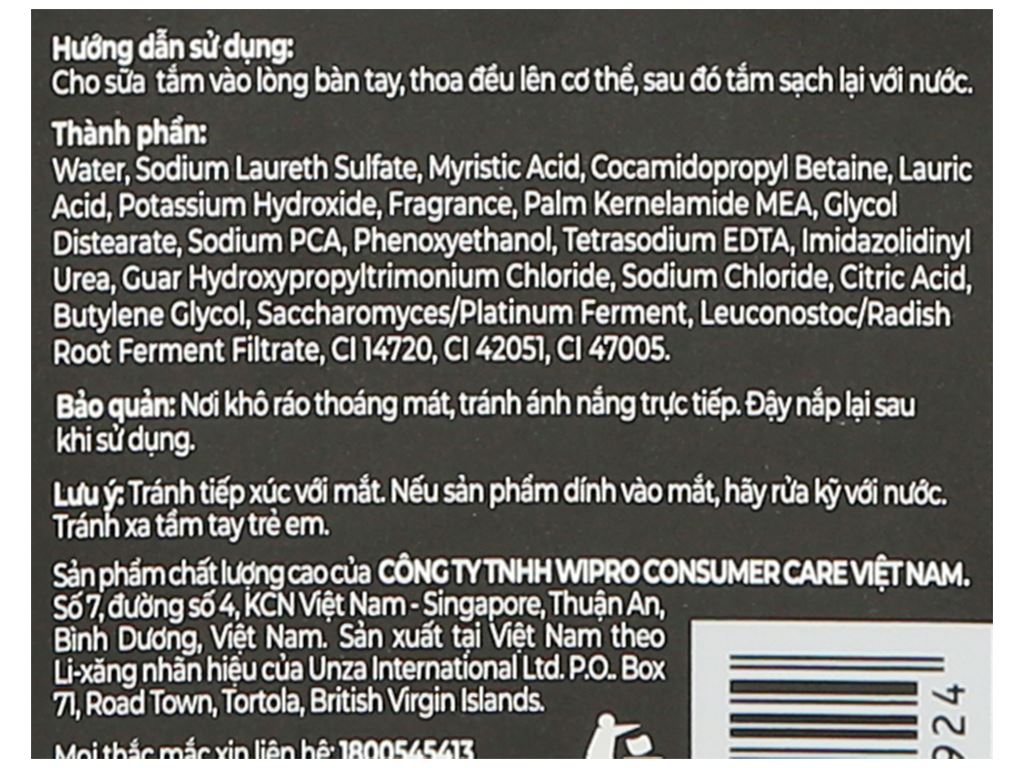 Hướng dẫn sử dụng:
Cho sữa tắm vào lòng bàn tay, thoa đều lên cơ thể, sau đó tắm sạch lại với nước.
Thành phần:
Water, Sodium Laureth Sulfate, Myristic Acid, Cocamidopropyl Betaine, Lauric
Acid, Potassium Hydroxide, Fragrance, Palm Kernelamide MEA, Glycol
Distearate, Sodium PCA, Phenoxyethanol, Tetrasodium EDTA, Imidazolidinyl
Urea, Guar Hydroxypropyltrimonium Chloride, Sodium Chloride, Citric Acid,
Butylene Glycol, Saccharomyces/Platinum Ferment, Leuconostoc/Radish
Root Ferment Filtrate, CI 14720, CI 42051, CI 47005.
Bảo quản: Nơi khô ráo thoáng mát, tránh ánh nắng trực tiếp. Đậy nắp lại sau
khi sử dụng.
Lưu ý: Tránh tiếp xúc với mắt. Nếu sản phẩm dính vào mắt, hãy rửa kỹ với nước.
Tránh xa tầm tay trẻ em.
Sản phẩm chất lượng cao của CÔNG TY TNHH WIPRO CONSUMER CARE VIỆT NAM.
Số 7, đường số 4, KCN Việt Nam - Singapore, Thuận An,
Bình Dương, Việt Nam. Sản xuất tại Việt Nam theo
Li-xăng nhãn hiệu của Unza International Ltd. P.O.. Box
71, Road Town, Tortola, British Virgin Islands.
Mọi thắc mắc xin liên hệ: 1800545413
924